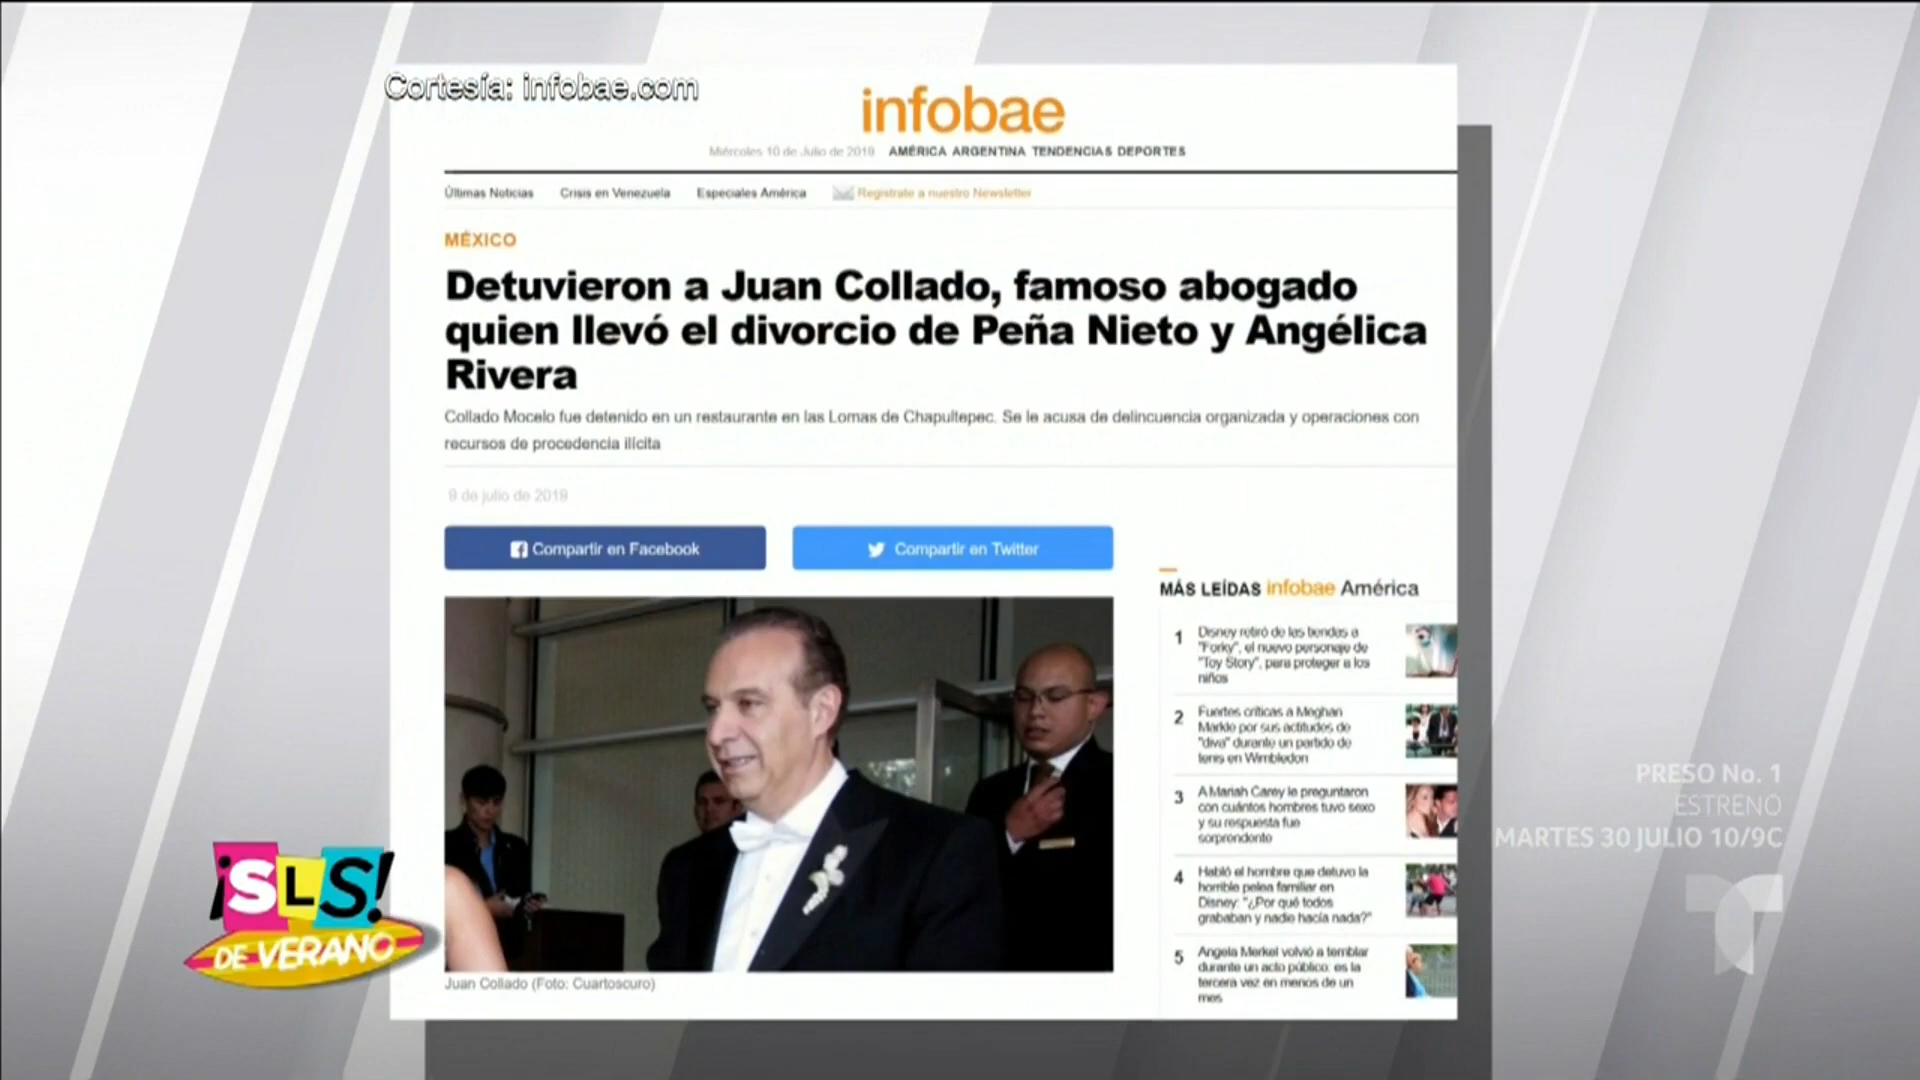 Cortesía: infobae.com
infobae
Miércoles 10 de Julio de 2019 AMÉRICA ARGENTINA TENDENCIAS DEPORTES
Últimas Noticias Crisis en Venezuela Especiales América Registrate a nuestro Newsletter
MÉXICO
Detuvieron a Juan Collado, famoso abogado
quien llevó el divorcio de Peña Nieto y Angélica
Rivera
Collado Mocelo fue detenido en un restaurante en las Lomas de Chapultepec. Se le acusa de delincuencia organizada y operaciones con
recursos de procedencia ilícita
9 de julio de 2019
Compartir en Facebook
Compartir en Twitter
Juan Collado (Foto: Cuartoscuro)
MÁS LEÍDAS infobae América
1 Disney retiró de las tiendas a
"Forky", el nuevo personaje de
"Toy Story", para proteger a los
niños
2 Fuertes críticas a Meghan
Markle por sus actitudes de
"diva" durante un partido de
tenis en Wimbledon
3 A Mariah Carey le preguntaron
con cuántos hombres tuvo sexo
y su respuesta fue
sorprendente
4 Habló el hombre que detuvo la
horrible pelea familiar en
Disney: "¿Por qué todos
grababan y nadie hacía nada?"
5 Angela Merkel volvió a temblar
durante un acto público: es la
tercera vez en menos de un
mes
PRESO No. 1
ESTRENO
MARTES 30 JULIO 10/9C
¡SLS!
DE VERANO